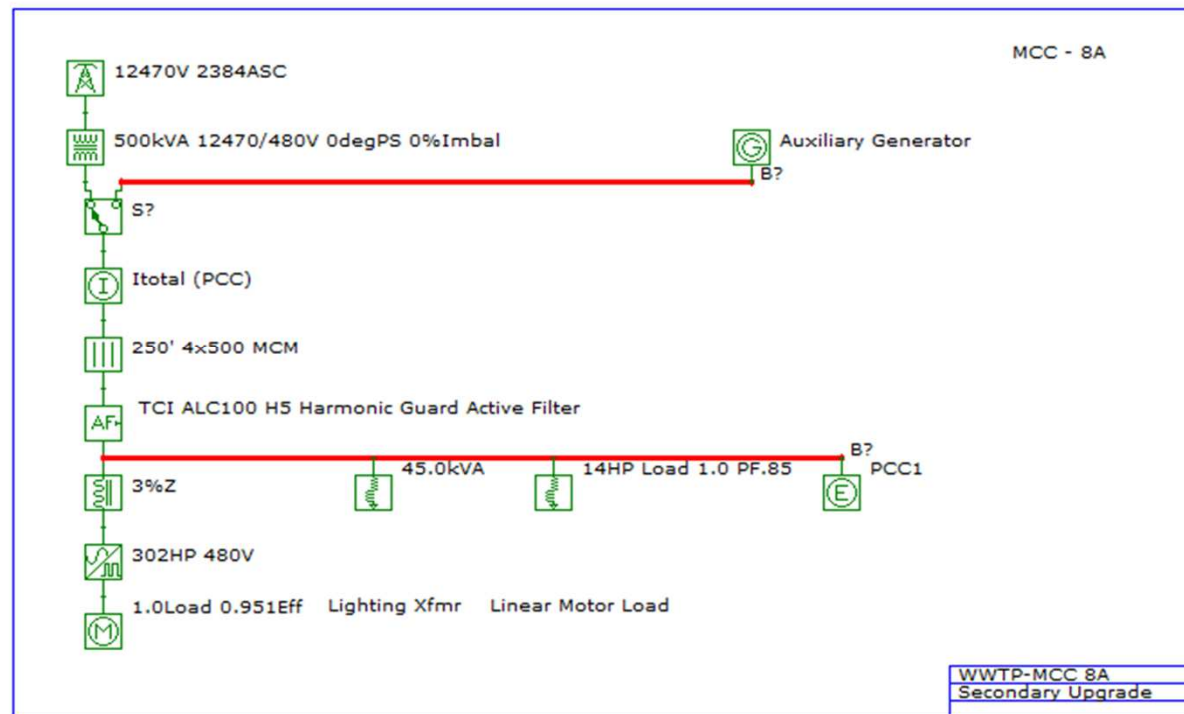 MCC - 8A
12470V 2384ASC
500kVA 12470/480V 0degPS 0%Imbal
G
Auxiliary Generator
B?
S?
I
Itotal (PCC)
250' 4x500 MCM
AF
TCI ALC100 H5 Harmonic Guard Active Filter
B?
3%Z
45.0kVA
14HP Load 1.0 PF.85
PCC1
E
302HP 480V
1.0Load 0.951Eff
Lighting Xfmr
Linear Motor Load
M
WWTP-MCC 8A
Secondary Upgrade